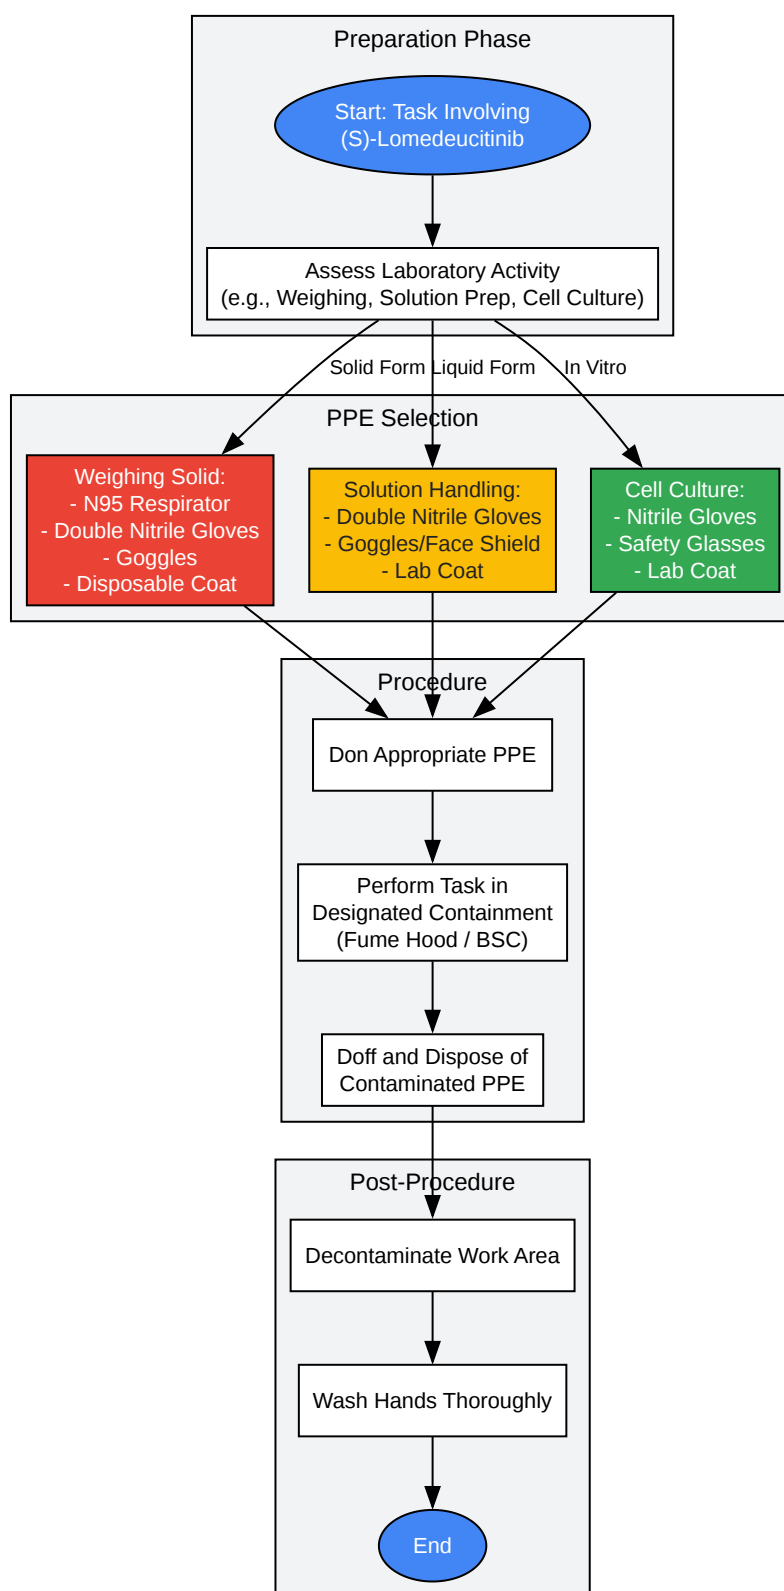 Preparation Phase
Start: Task Involving
(S)-Lomedeucitinib
Assess Laboratory Activity
(e.g., Weighing, Solution Prep, Cell Culture)
Solid Form
Liquid Form
In Vitro
PPE Selection
Weighing Solid:
- N95 Respirator
- Double Nitrile Gloves
- Goggles
- Disposable Coat
Solution Handling:
- Double Nitrile Gloves
- Goggles/Face Shield
- Lab Coat
Cell Culture:
- Nitrile Gloves
- Safety Glasses
- Lab Coat
Procedure
Don Appropriate PPE
Perform Task in
Designated Containment
(Fume Hood / BSC)
Doff and Dispose of
Contaminated PPE
Post-Procedure
Decontaminate Work Area
Wash Hands Thoroughly
End